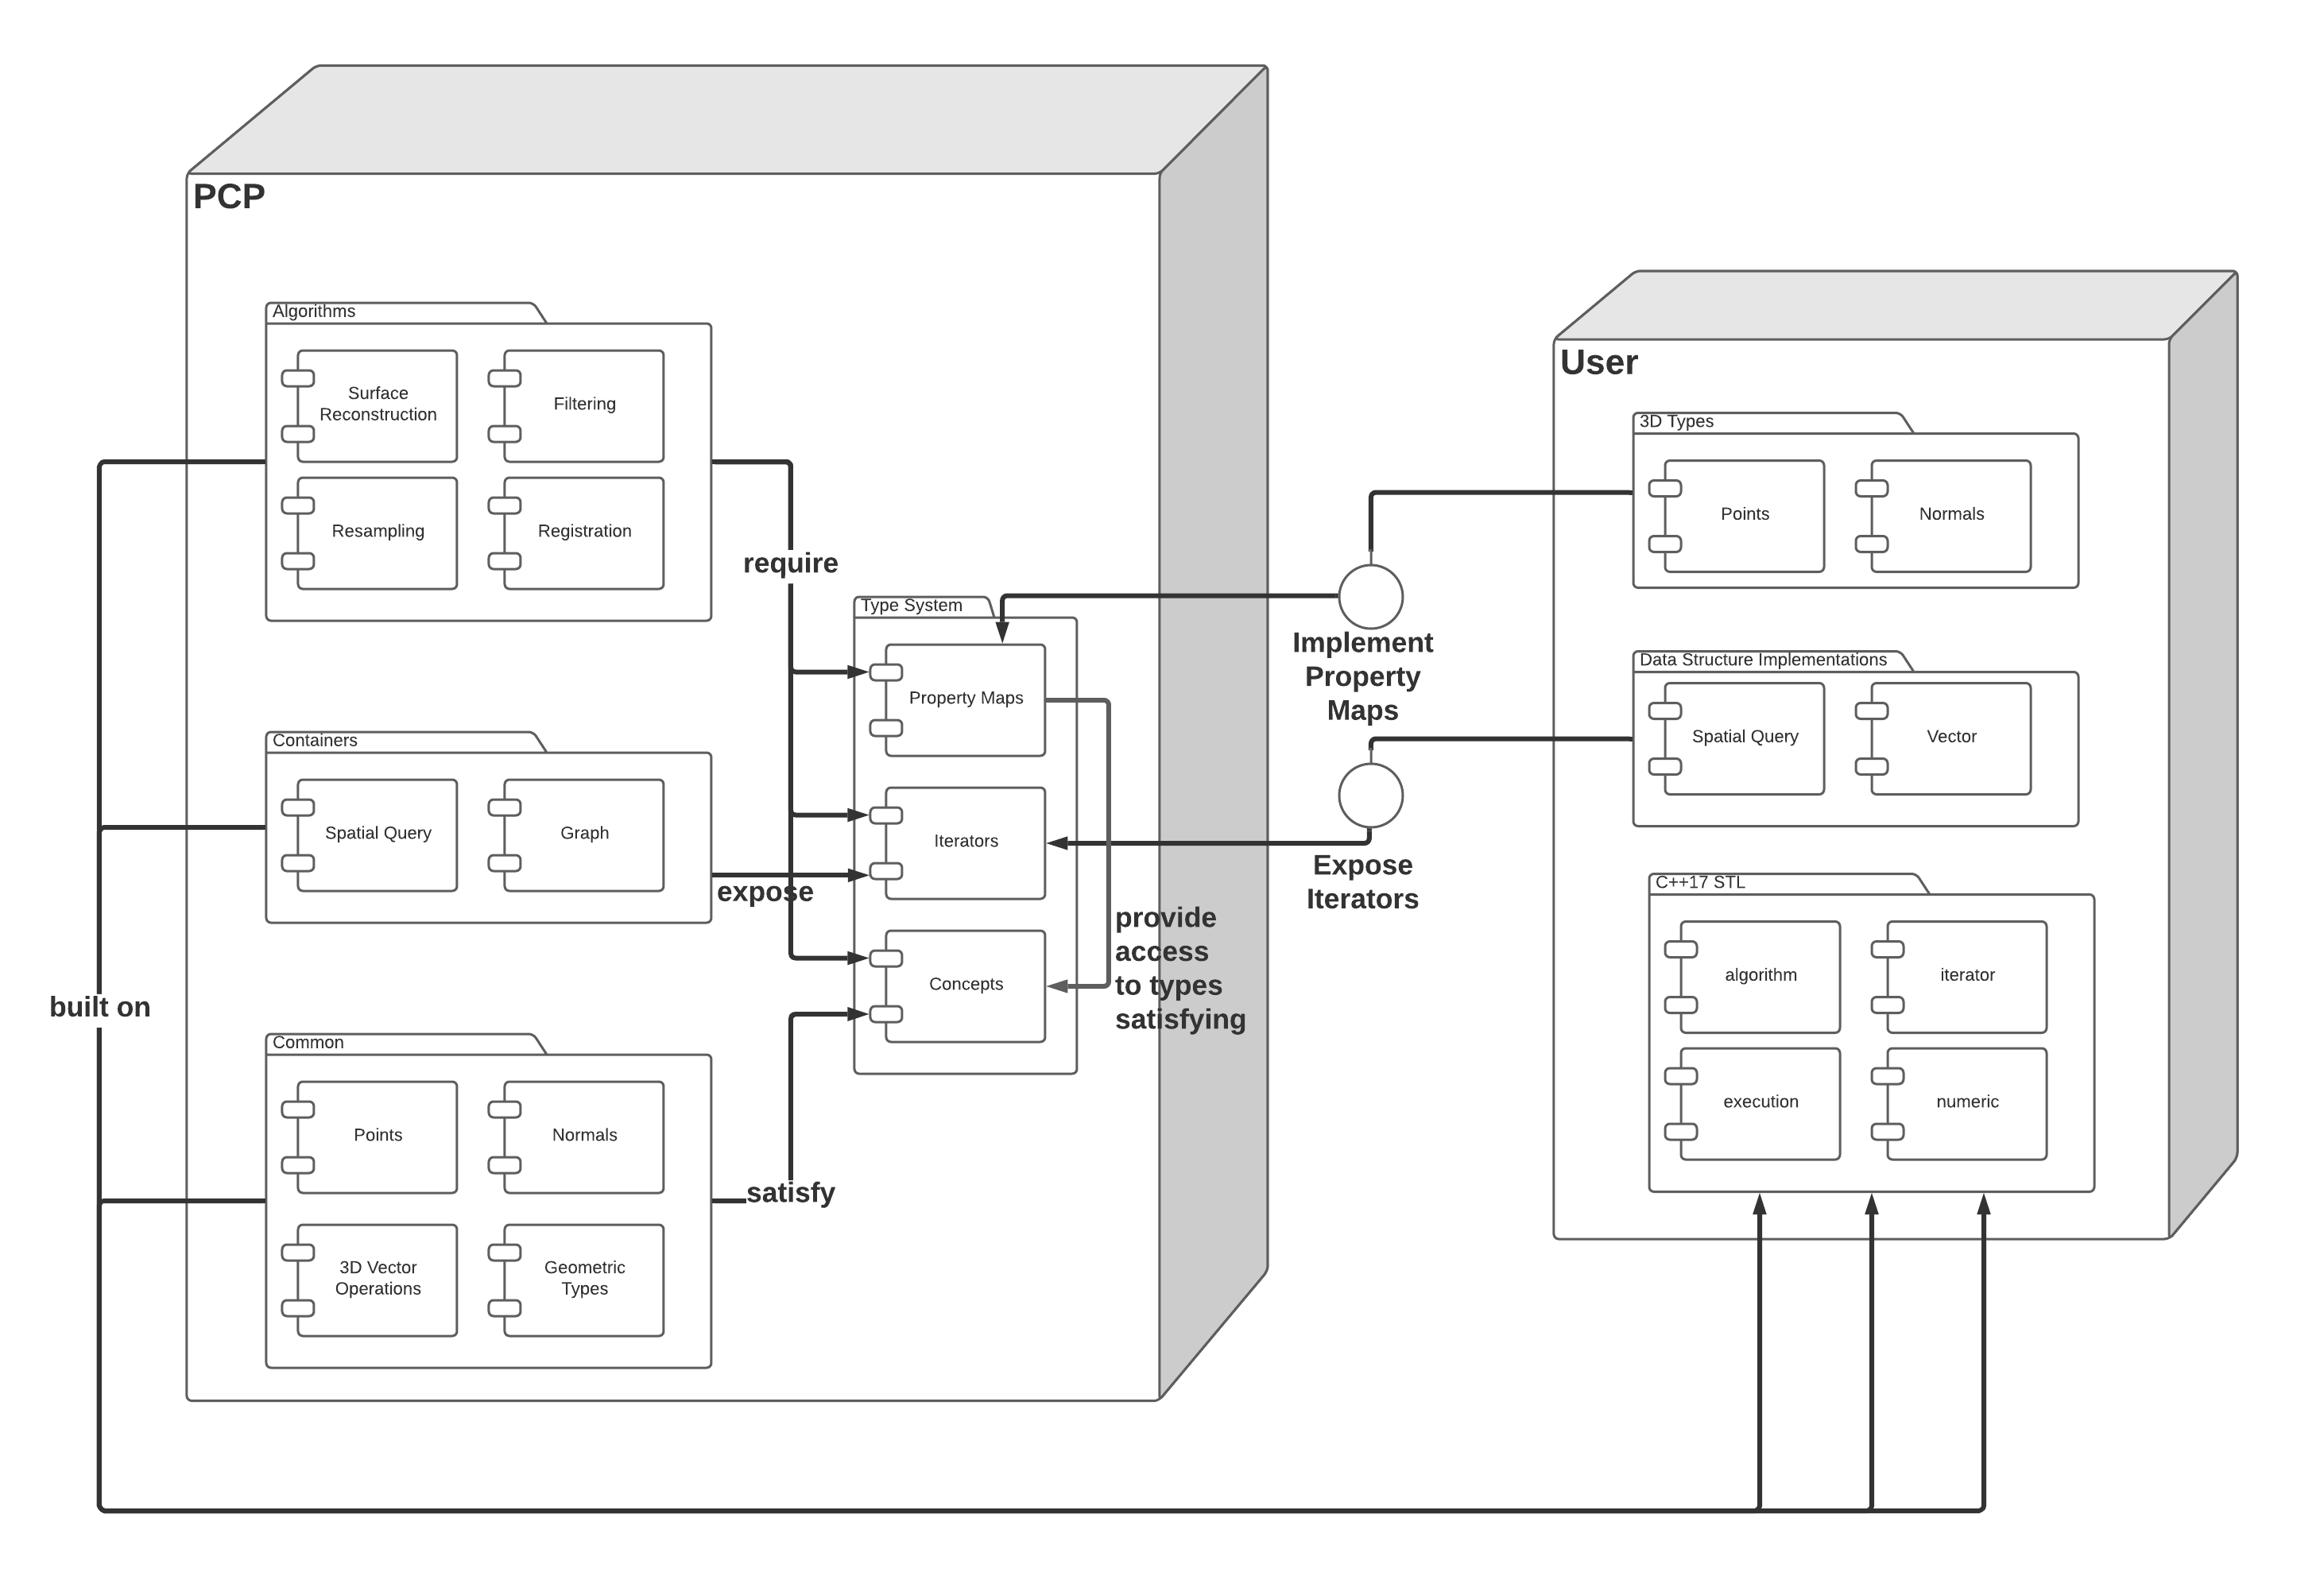 PCP
Algorithms
Surface
Reconstruction
Filtering
Resampling
Registration
require
Type System
Property Maps
Iterators
Concepts
Containers
Spatial Query
Graph
expose
built on
Common
Points
Normals
3D Vector
Operations
Geometric
Types
satisfy
provide
access
to types
satisfying
Implement
Property
Maps
Expose
Iterators
User
3D Types
Points
Normals
Data Structure Implementations
Spatial Query
Vector
C++17 STL
algorithm
iterator
execution
numeric